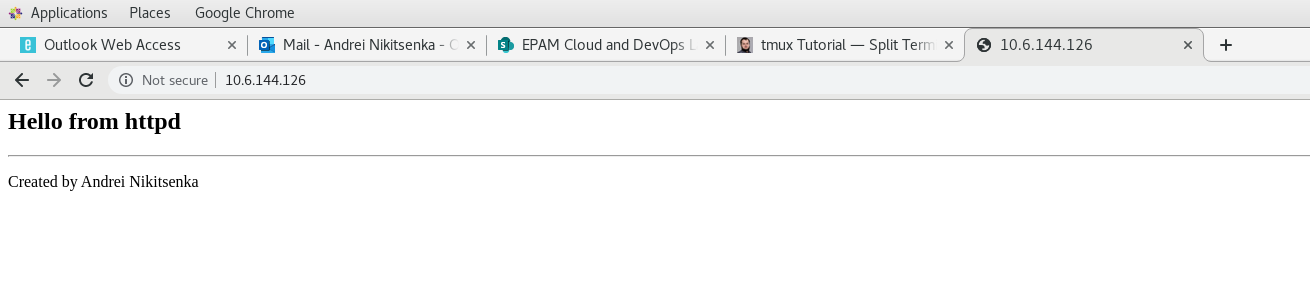 Applications Places Google Chrome
Outlook Web Access Mail - Andrei Nikitsenka - EPAM Cloud and DevOps tmux Tutorial — Split Term 10.6.144.126
Not secure 10.6.144.126
Hello from httpd
Created by Andrei Nikitsenka